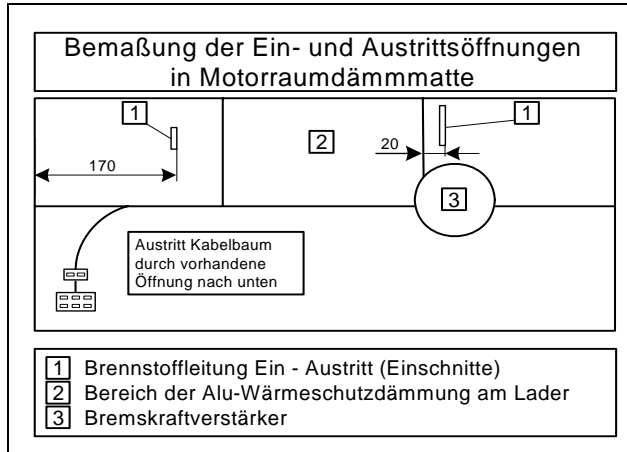 Bemaßung der Ein- und Austrittsöffnungen
in Motorraumdämmmatte
1
1
2
20
170
3
Austritt Kabelbaum
durch vorhandene
Öffnung nach unten
1 Brennstoffleitung Ein - Austritt (Einschnitte)
2 Bereich der Alu-Wärmeschutzdämmung am Lader
3 Bremskraftverstärker